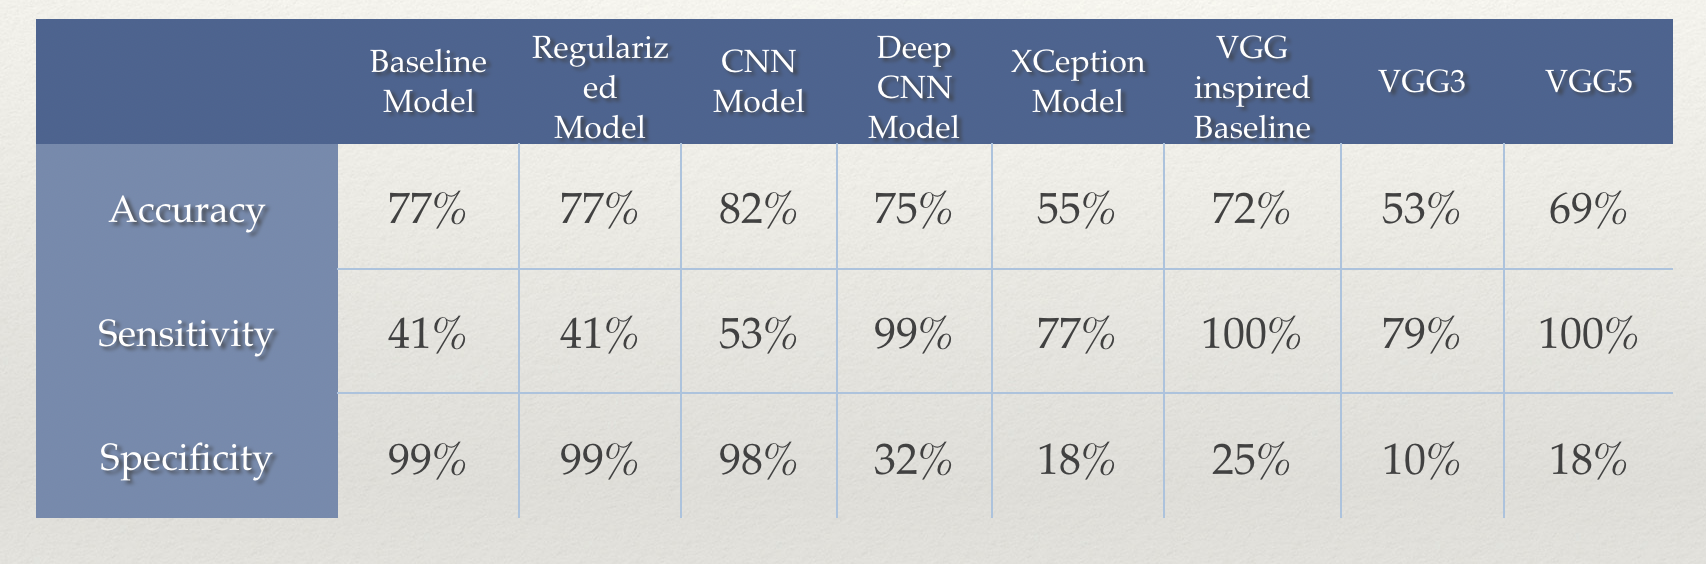 Baseline Model | Regularized Model | CNN Model | Deep CNN Model | XCeption Model | VGG inspired Baseline | VGG3 | VGG5
Accuracy | 77% | 77% | 82% | 75% | 55% | 72% | 53% | 69%
Sensitivity | 41% | 41% | 53% | 99% | 77% | 100% | 79% | 100%
Specificity | 99% | 99% | 98% | 32% | 18% | 25% | 10% | 18%